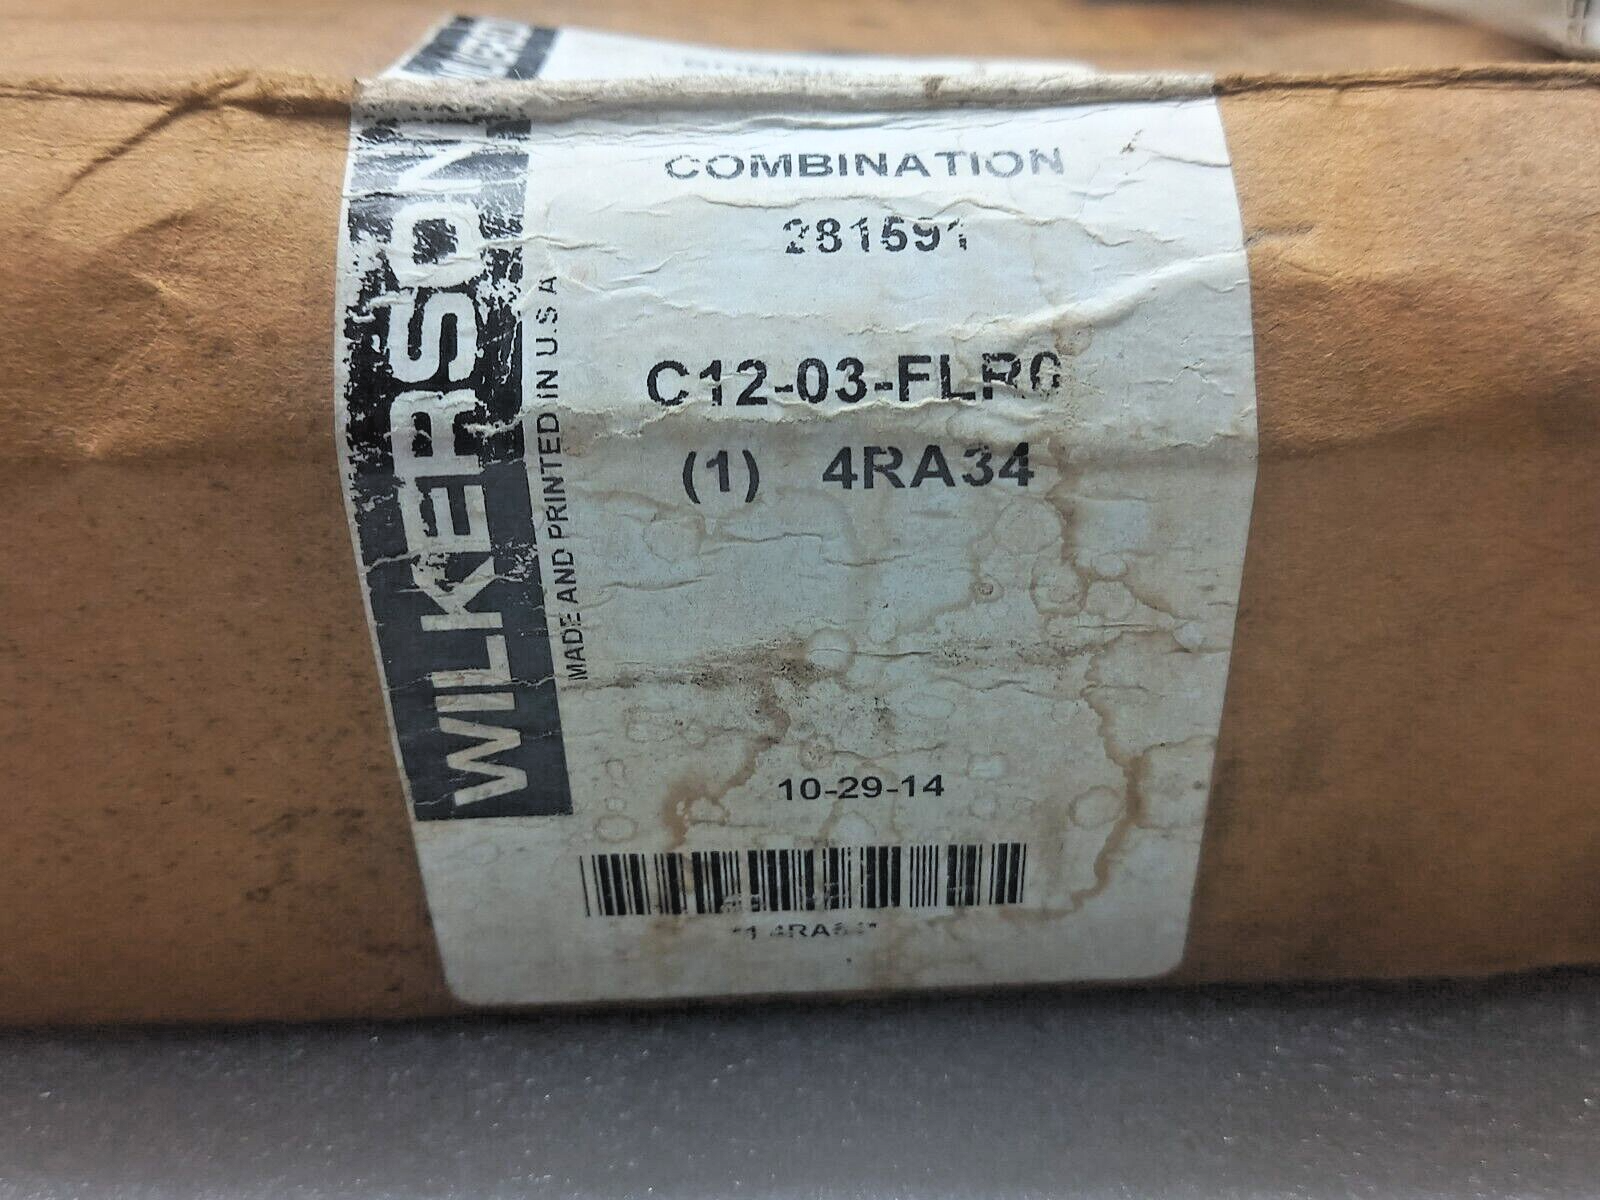 WILKERSON
MADE AND PRINTED IN U.S.A
COMBINATION
281591
C12-03-FLR0
(1) 4RA34
10-29-14